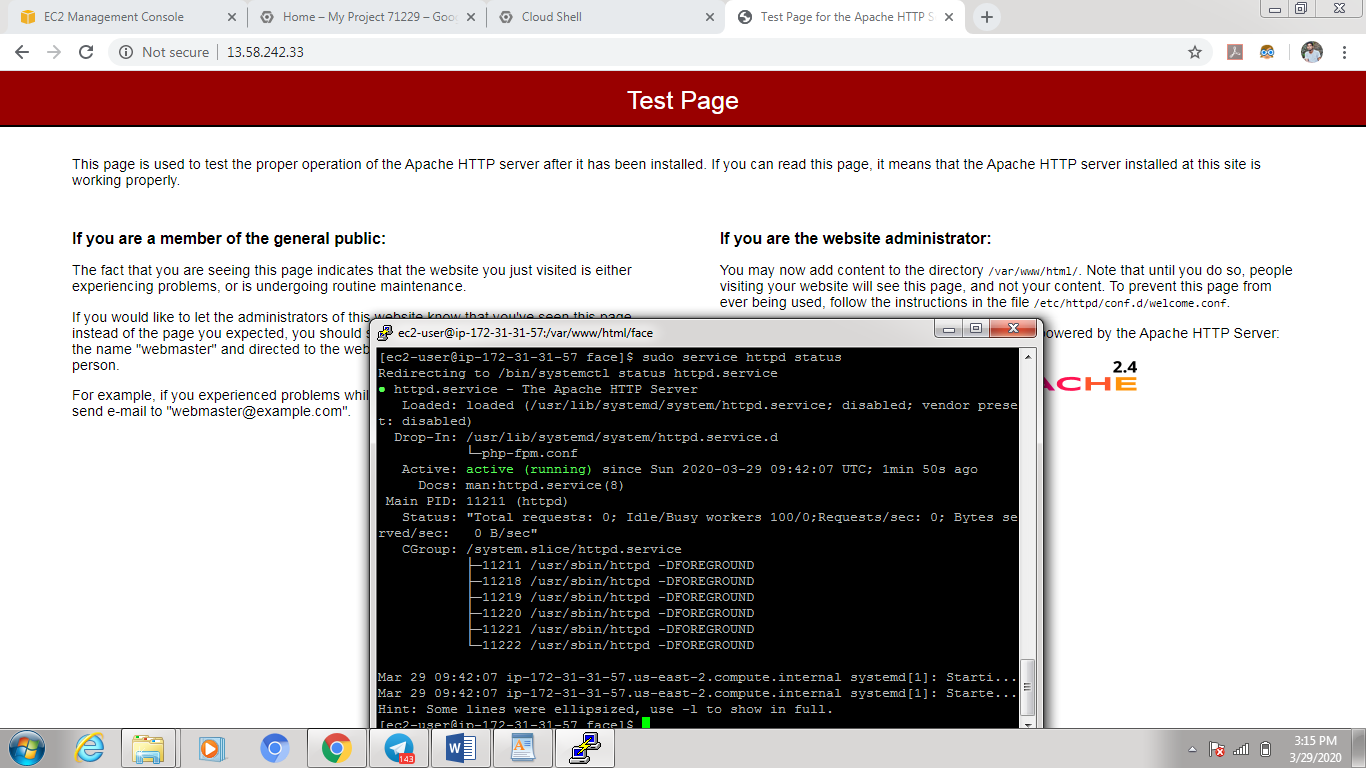 EC2 Management Console
Home – My Project 71229 – Goo
Cloud Shell
Test Page for the Apache HTTP S
Not secure
13.58.242.33
Test Page
This page is used to test the proper operation of the Apache HTTP server after it has been installed. If you can read this page, it means that the Apache HTTP server installed at this site is
working properly.
If you are a member of the general public:
The fact that you are seeing this page indicates that the website you just visited is either
experiencing problems, or is undergoing routine maintenance.
If you would like to let the administrators of this website know that you've seen this page
instead of the page you expected, you should s
the name "webmaster" and directed to the web
person.
For example, if you experienced problems whil
send e-mail to "webmaster@example.com".
If you are the website administrator:
You may now add content to the directory /var/www/html/. Note that until you do so, people
visiting your website will see this page, and not your content. To prevent this page from
ever being used, follow the instructions in the file /etc/httpd/conf.d/welcome.conf.
owered by the Apache HTTP Server:
ACHE 2.4
ec2-user@ip-172-31-31-57:/var/www/html/face
[ec2-user@ip-172-31-31-57 face]$ sudo service httpd status
Redirecting to /bin/systemctl status httpd.service
● httpd.service - The Apache HTTP Server
Loaded: loaded (/usr/lib/systemd/system/httpd.service; disabled; vendor prese
t: disabled)
Drop-In: /usr/lib/systemd/system/httpd.service.d
└─php-fpm.conf
Active: active (running) since Sun 2020-03-29 09:42:07 UTC; 1min 50s ago
Docs: man:httpd.service(8)
Main PID: 11211 (httpd)
Status: "Total requests: 0; Idle/Busy workers 100/0;Requests/sec: 0; Bytes se
rved/sec:   0 B/sec"
CGroup: /system.slice/httpd.service
├─11211 /usr/sbin/httpd -DFOREGROUND
├─11218 /usr/sbin/httpd -DFOREGROUND
├─11219 /usr/sbin/httpd -DFOREGROUND
├─11220 /usr/sbin/httpd -DFOREGROUND
├─11221 /usr/sbin/httpd -DFOREGROUND
└─11222 /usr/sbin/httpd -DFOREGROUND
Mar 29 09:42:07 ip-172-31-31-57.us-east-2.compute.internal systemd[1]: Starti...
Mar 29 09:42:07 ip-172-31-31-57.us-east-2.compute.internal systemd[1]: Starte...
Hint: Some lines were ellipsized, use -l to show in full.
[ec2-user@ip-172-31-31-57 face]$
143
3:15 PM
3/29/2020